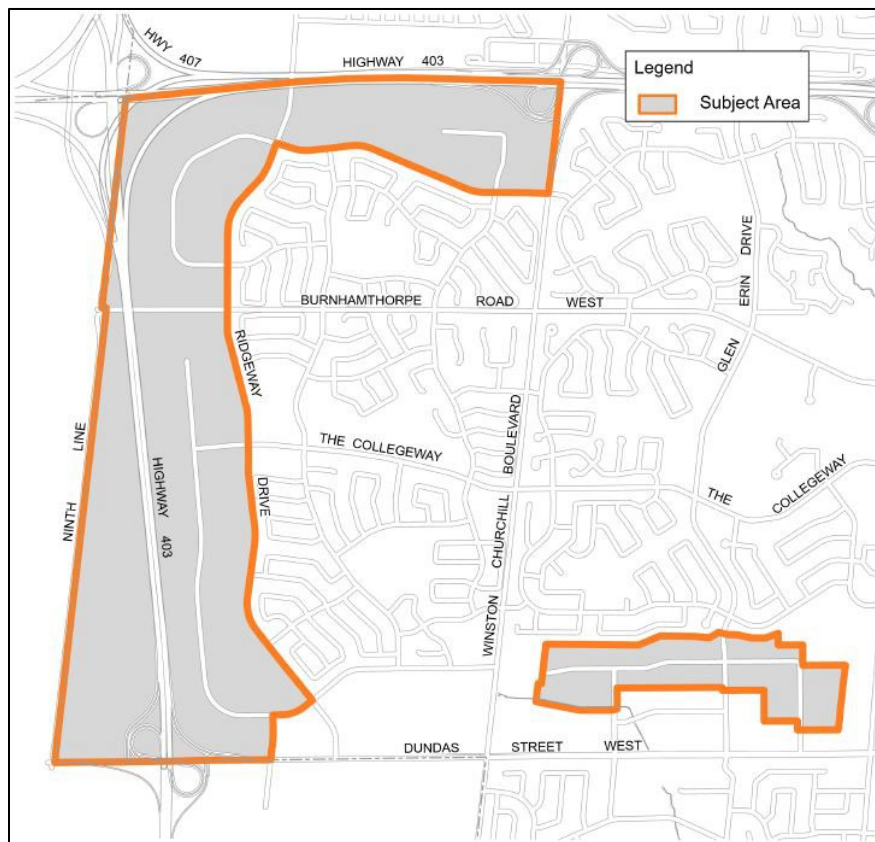 HWY 407
HIGHWAY 403
Legend
Subject Area
BURNHAMTHORPE ROAD WEST
GLEN ERIN DRIVE
RIDGEWAY DRIVE
NINTH LINE
HIGHWAY 403
THE COLLEGEWAY
WINSTON CHURCHILL BOULEVARD
THE COLLEGEWAY
DUNDAS STREET WEST